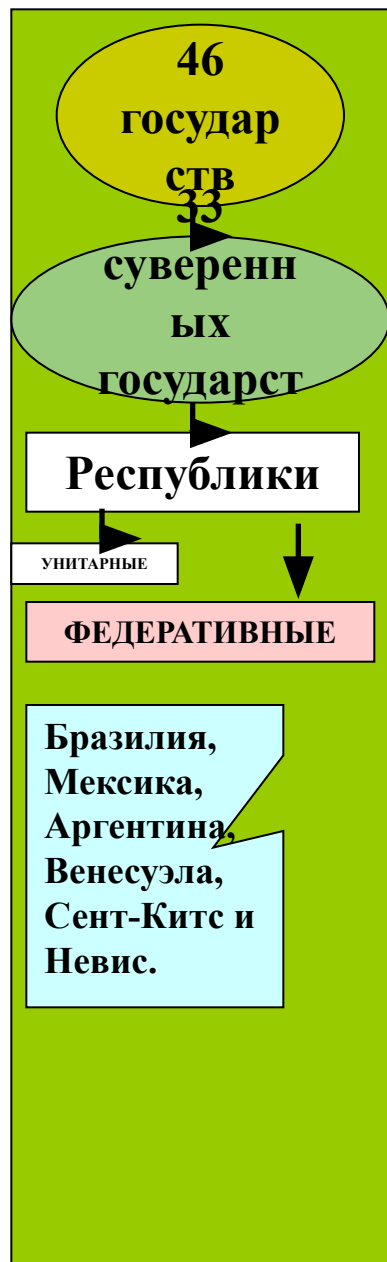 46
государ
ств
33
суверенн
ых
государст
Республики
УНИТАРНЫЕ
ФЕДЕРАТИВНЫЕ
Бразилия,
Мексика,
Аргентина,
Венесуэла,
Сент-Китс и
Невис.